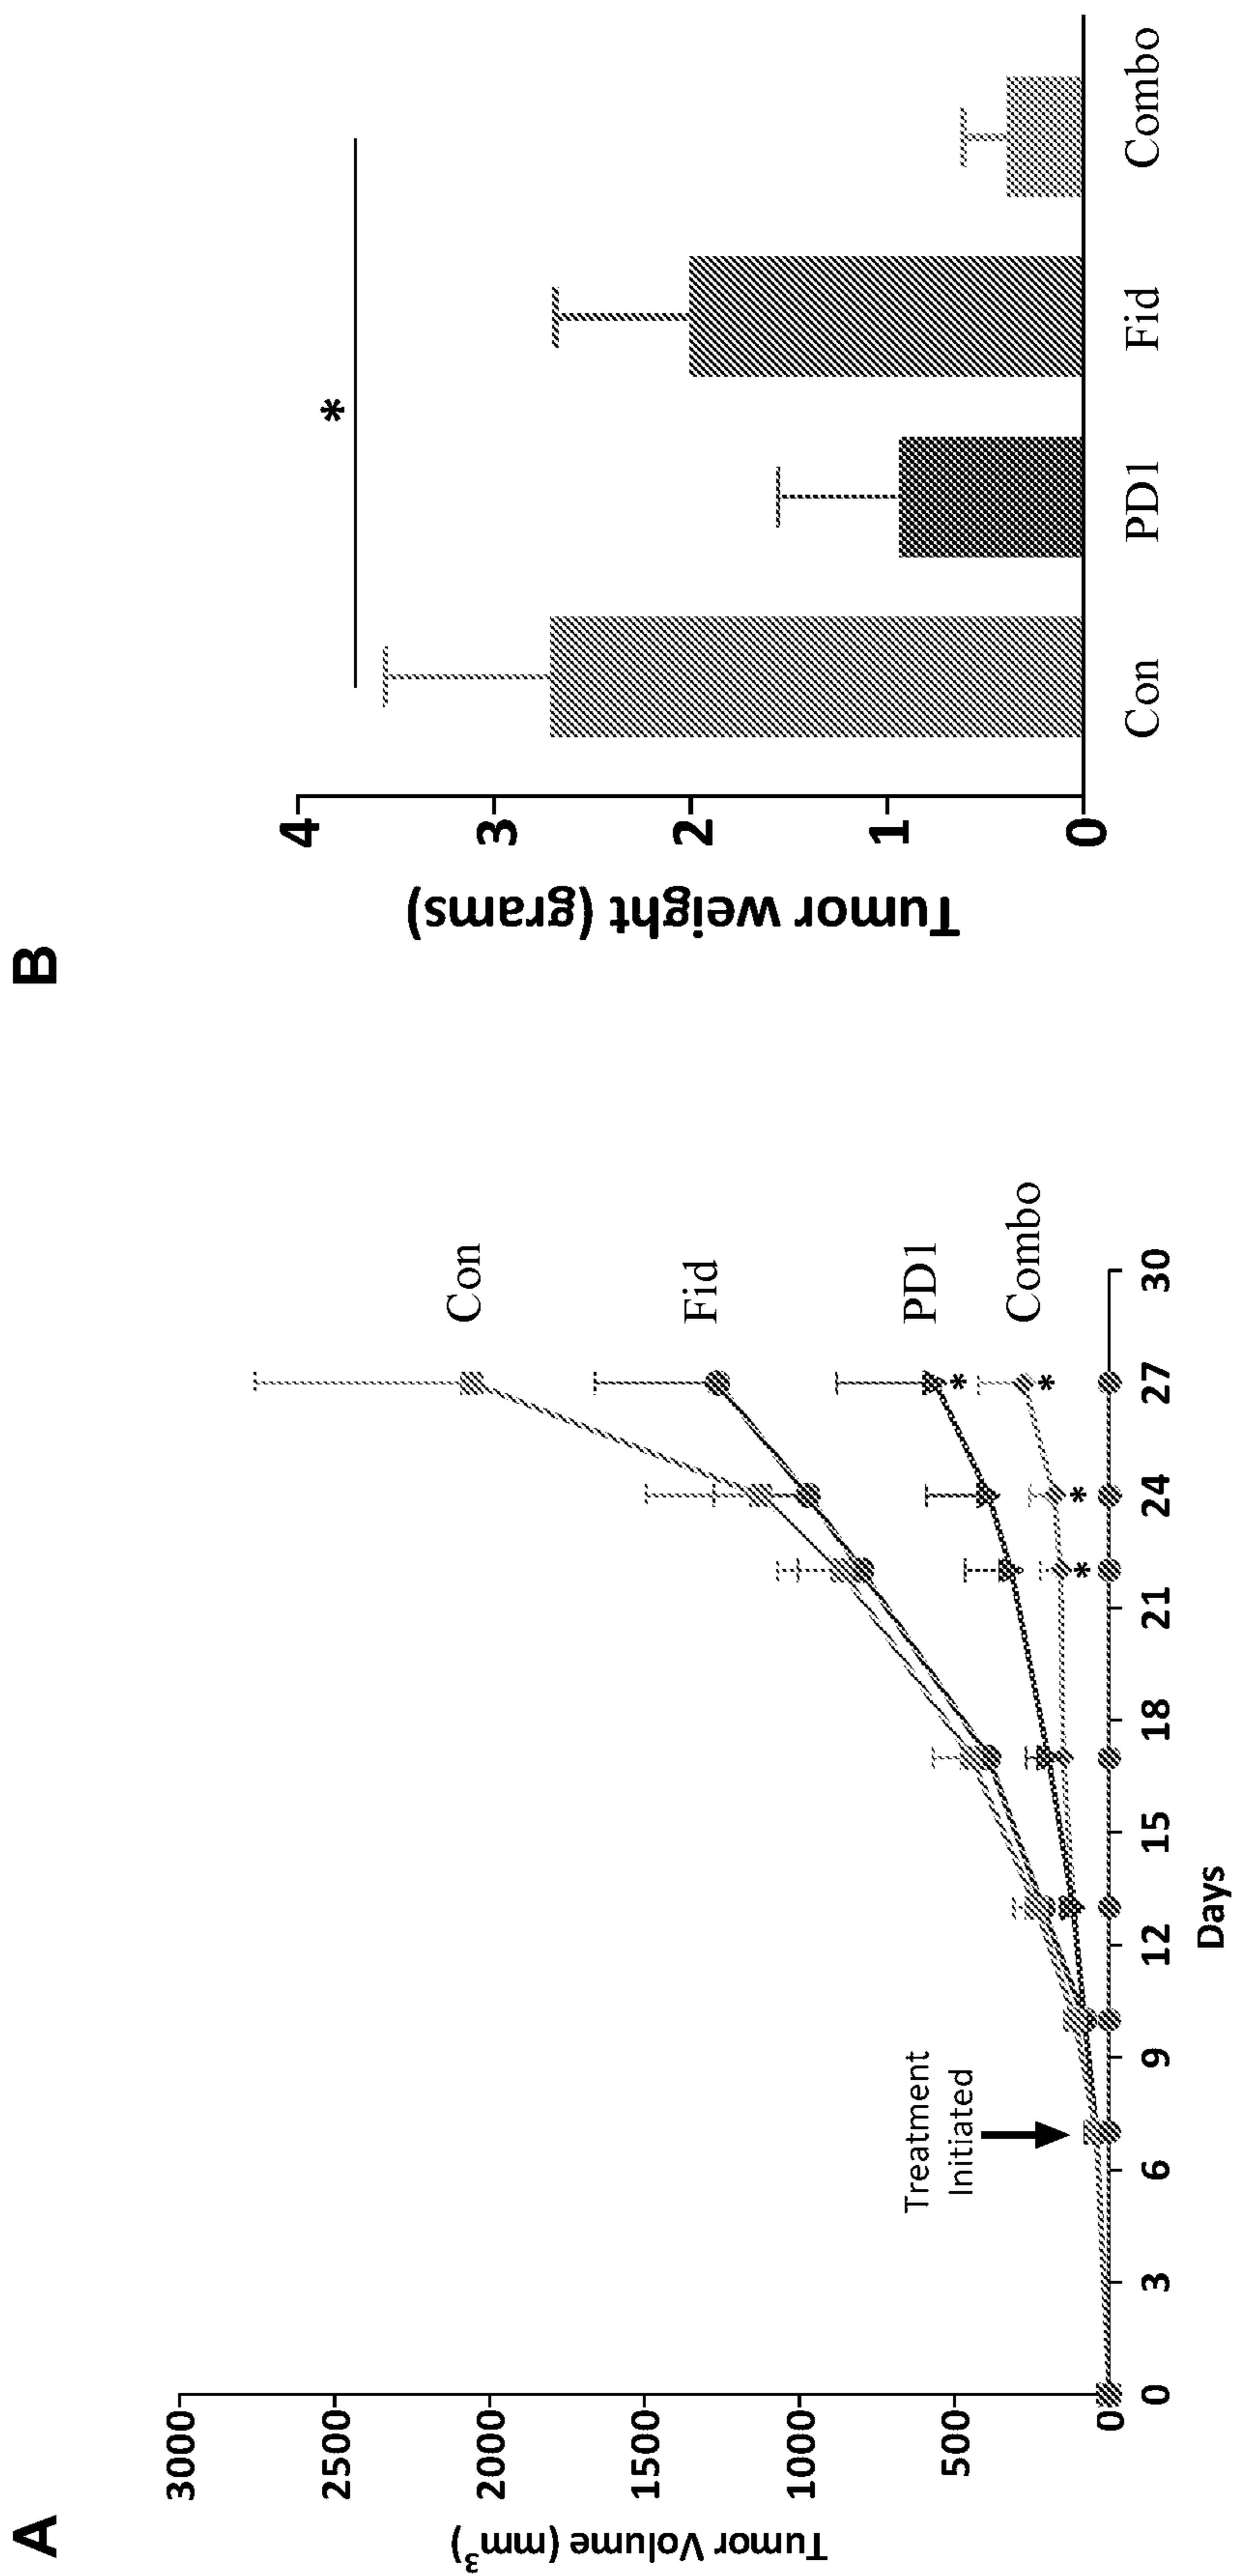 A
Tumor Volume (mm³)
3000
2500
2000
1500
1000
500
0
Treatment
Initiated
Con
Fid
PD1
*
Combo
*
*
*
0 3 6 9 12 15 18 21 24 27 30
Days
B
Tumor weight (grams)
4
3
2
1
0
*
Con PD1 Fid Combo